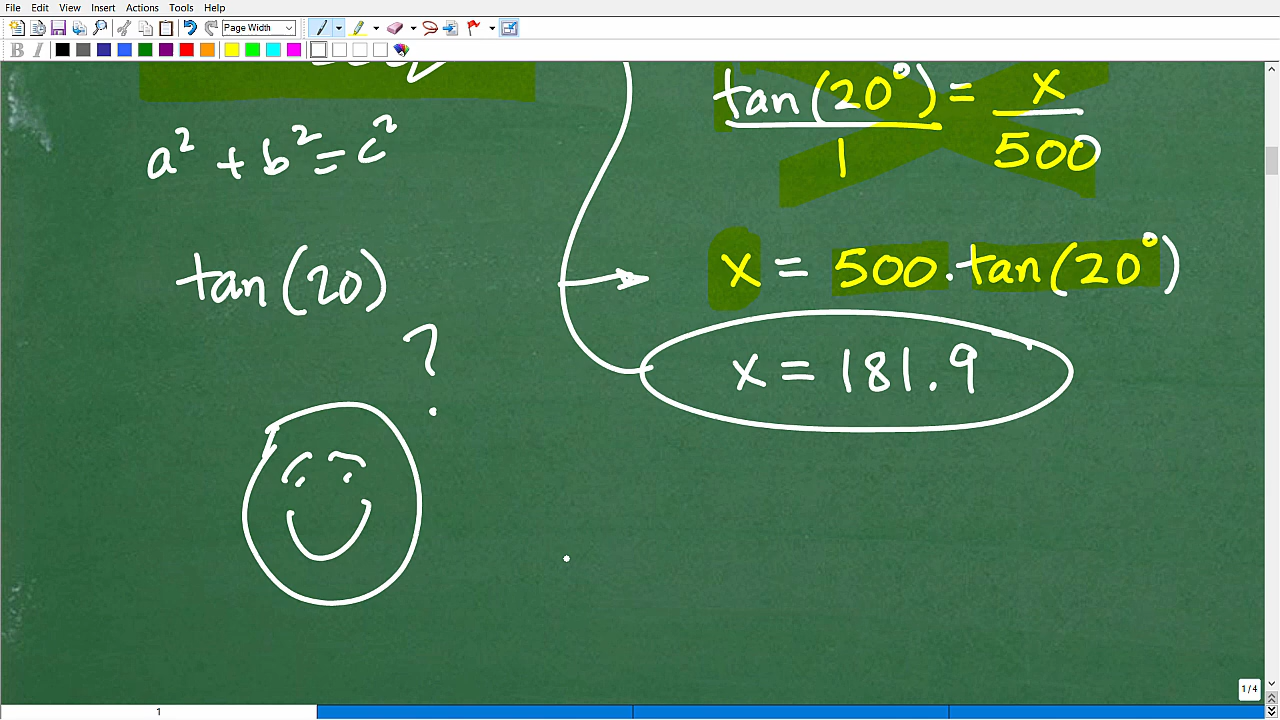 File Edit View Insert Actions Tools Help
Page Width
B I
a² + b² = c²
tan(20)
?
tan(20°) = x
1 500
x = 500 · tan(20°)
x = 181.9
1/4
1